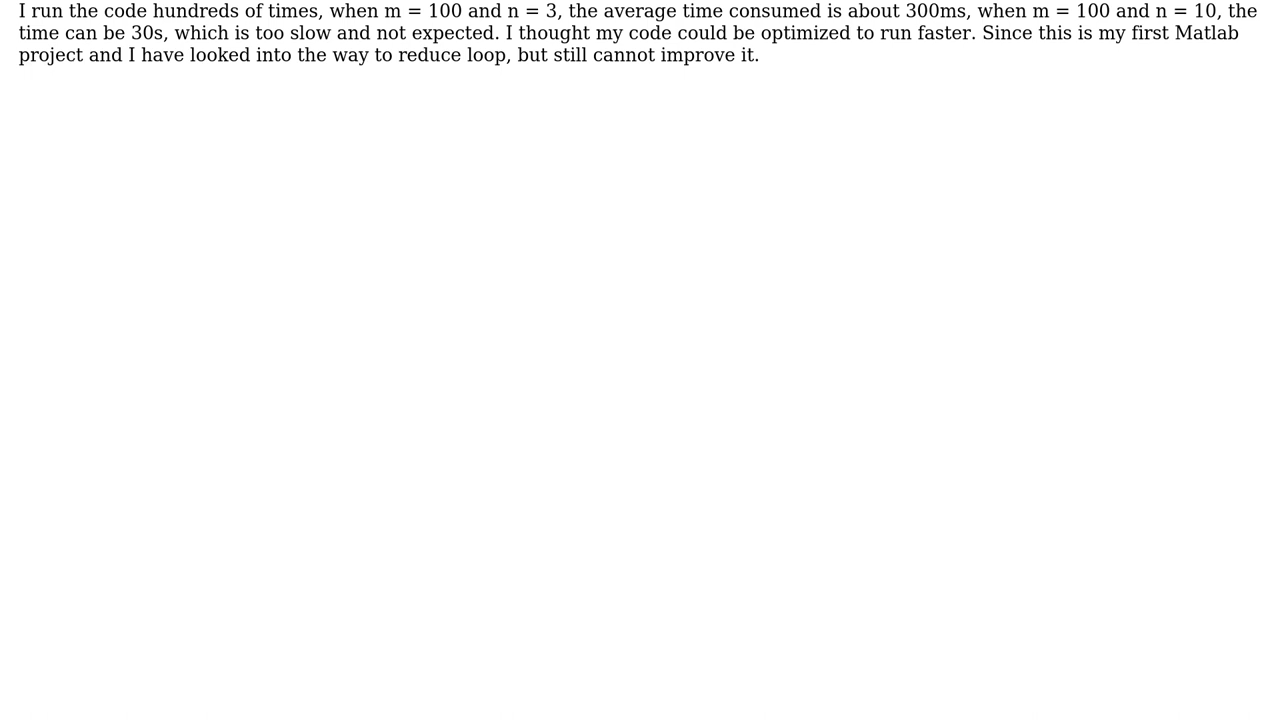 I run the code hundreds of times, when m = 100 and n = 3, the average time consumed is about 300ms, when m = 100 and n = 10, the
time can be 30s, which is too slow and not expected. I thought my code could be optimized to run faster. Since this is my first Matlab
project and I have looked into the way to reduce loop, but still cannot improve it.